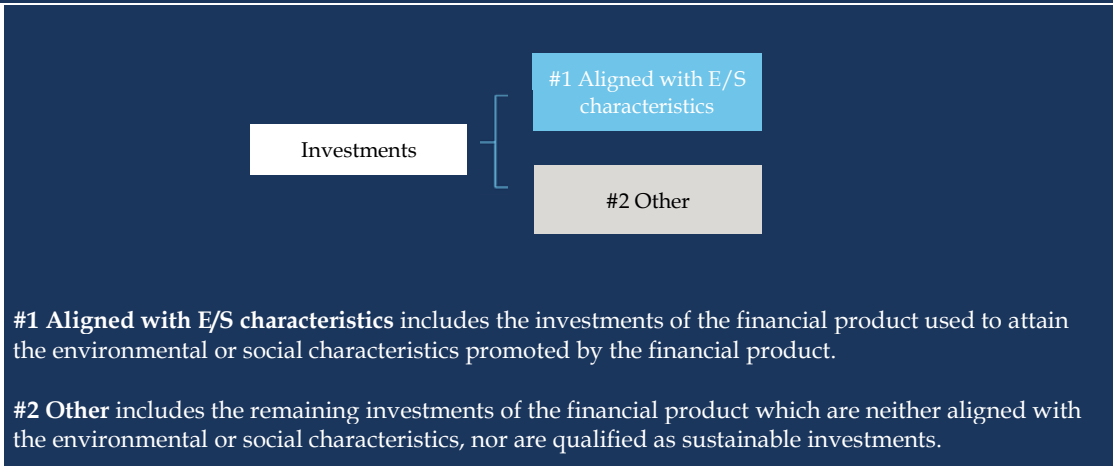 #1 Aligned with E/S
characteristics
Investments
#2 Other
#1 Aligned with E/S characteristics includes the investments of the financial product used to attain
the environmental or social characteristics promoted by the financial product.
#2 Other includes the remaining investments of the financial product which are neither aligned with
the environmental or social characteristics, nor are qualified as sustainable investments.